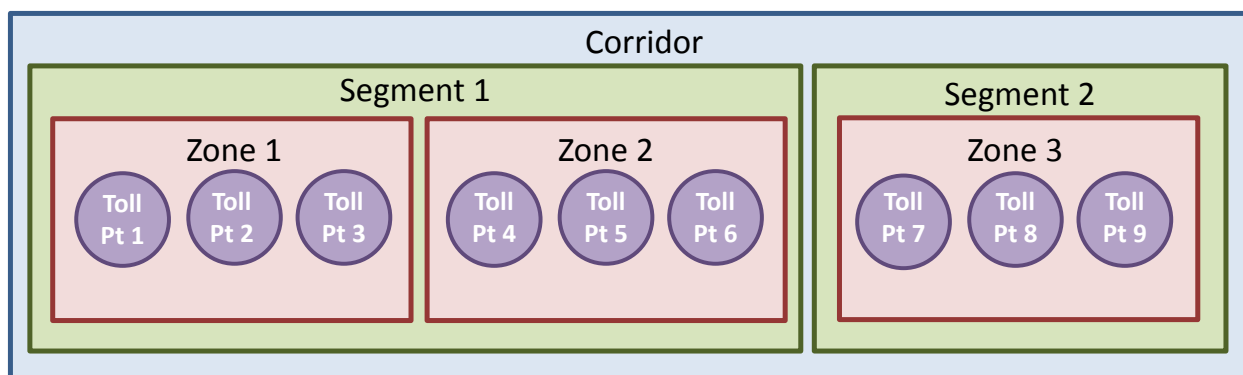 Corridor
Segment 1
Segment 2
Zone 1
Zone 2
Zone 3
Toll
Pt 1
Toll
Pt 2
Toll
Pt 3
Toll
Pt 4
Toll
Pt 5
Toll
Pt 6
Toll
Pt 7
Toll
Pt 8
Toll
Pt 9